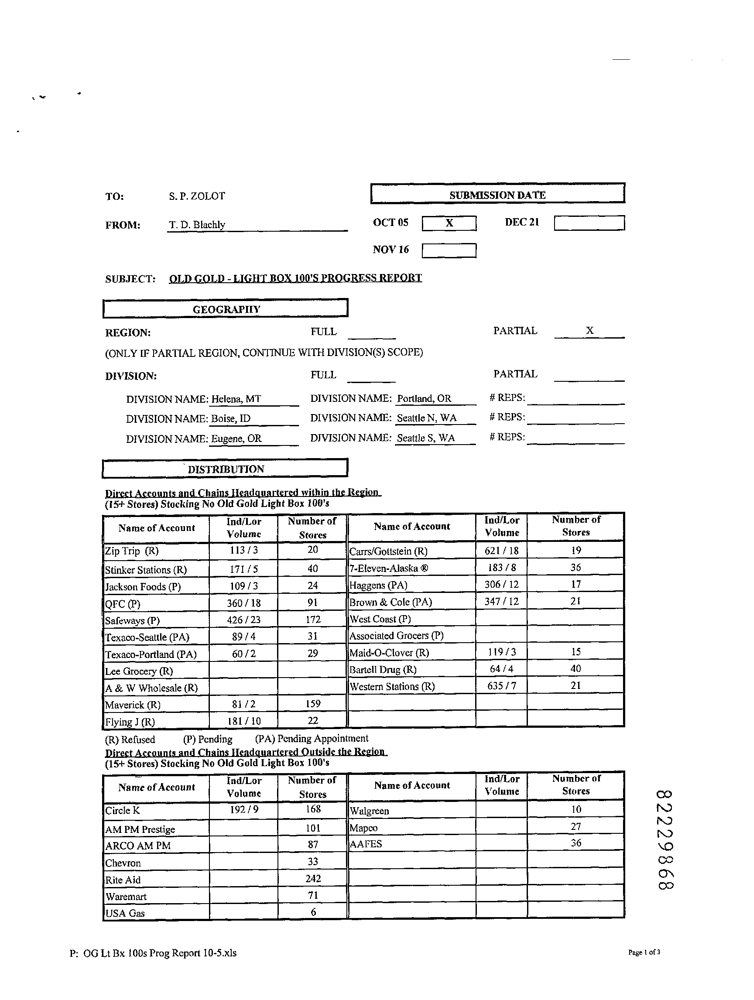 TO: S. P. ZOLOT SUBMISSION DATE
FROM: T. D. Blachly OCT 05 X DEC 21
NOV 16
SUBJECT: OLD GOLD - LIGHT BOX 100'S PROGRESS REPORT
GEOGRAPHY
REGION: FULL PARTIAL X
(ONLY IF PARTIAL REGION, CONTINUE WITH DIVISION(S) SCOPE)
DIVISION: FULL PARTIAL
DIVISION NAME: Helena, MT DIVISION NAME: Portland, OR # REPS:
DIVISION NAME: Boise, ID DIVISION NAME: Seattle N, WA # REPS:
DIVISION NAME: Eugene, OR DIVISION NAME: Seattle S, WA # REPS:
DISTRIBUTION
Direct Accounts and Chains Headquartered within the Region
(15+ Stores) Stocking No Old Gold Light Box 100's
Name of Account Ind/Lor Volume Number of Stores Name of Account Ind/Lor Volume Number of Stores
Zip Trip (R) 113 / 3 20 Carrs/Gottstein (R) 621 / 18 19
Stinker Stations (R) 171 / 5 40 7-Eleven-Alaska ® 183 / 8 36
Jackson Foods (P) 109 / 3 24 Haggens (PA) 306 / 12 17
QFC (P) 360 / 18 91 Brown & Cole (PA) 347 / 12 21
Safeways (P) 426 / 23 172 West Coast (P)
Texaco-Seattle (PA) 89 / 4 31 Associated Grocers (P)
Texaco-Portland (PA) 60 / 2 29 Maid-O-Clover (R) 119 / 3 15
Lee Grocery (R) Bartell Drug (R) 64 / 4 40
A & W Wholesale (R) Western Stations (R) 635 / 7 21
Maverick (R) 81 / 2 159
Flying J (R) 181 / 10 22
(R) Refused (P) Pending (PA) Pending Appointment
Direct Accounts and Chains Headquartered Outside the Region
(15+ Stores) Stocking No Old Gold Light Box 100's
Name of Account Ind/Lor Volume Number of Stores Name of Account Ind/Lor Volume Number of Stores
Circle K 192 / 9 168 Walgreen 10
AM PM Prestige 101 Mapco 27
ARCO AM PM 87 AAFES 36
Chevron 33
Rite Aid 242
Waremart 71
USA Gas 6
82229868
P: OG Lt Bx 100s Prog Report 10-5.xls Page 1 of 3